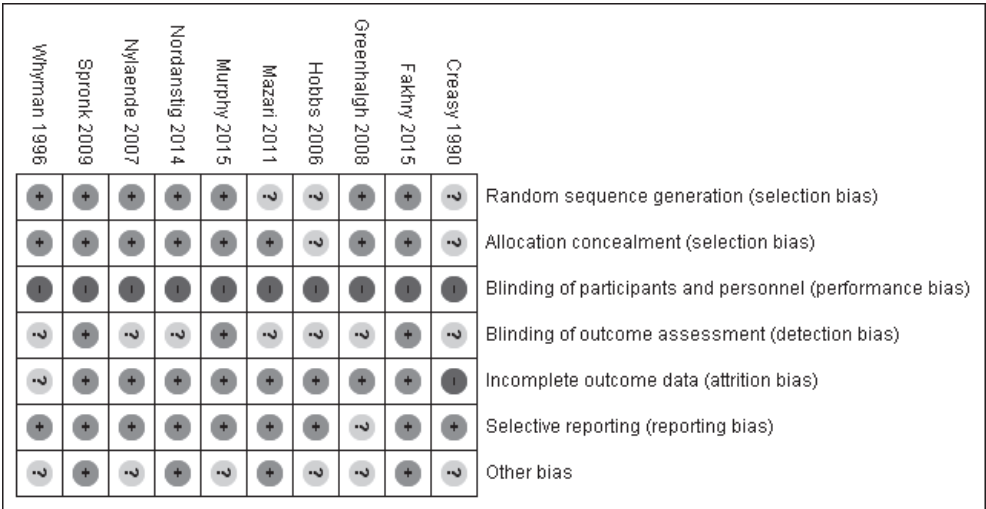 Whyman 1996
Spronk 2009
Nylaende 2007
Nordanstig 2014
Murphy 2015
Mazari 2011
Hobbs 2006
Greenhalgh 2008
Fakhry 2015
Creasy 1990
+ + + + + ? ? + + ? Random sequence generation (selection bias)
+ + + + + + ? + + ? Allocation concealment (selection bias)
– – – – – – – – – – Blinding of participants and personnel (performance bias)
? + ? ? + ? ? ? + ? Blinding of outcome assessment (detection bias)
? + + + + + + + + – Incomplete outcome data (attrition bias)
+ + + + + + + ? + + Selective reporting (reporting bias)
? + ? + ? + ? ? + ? Other bias